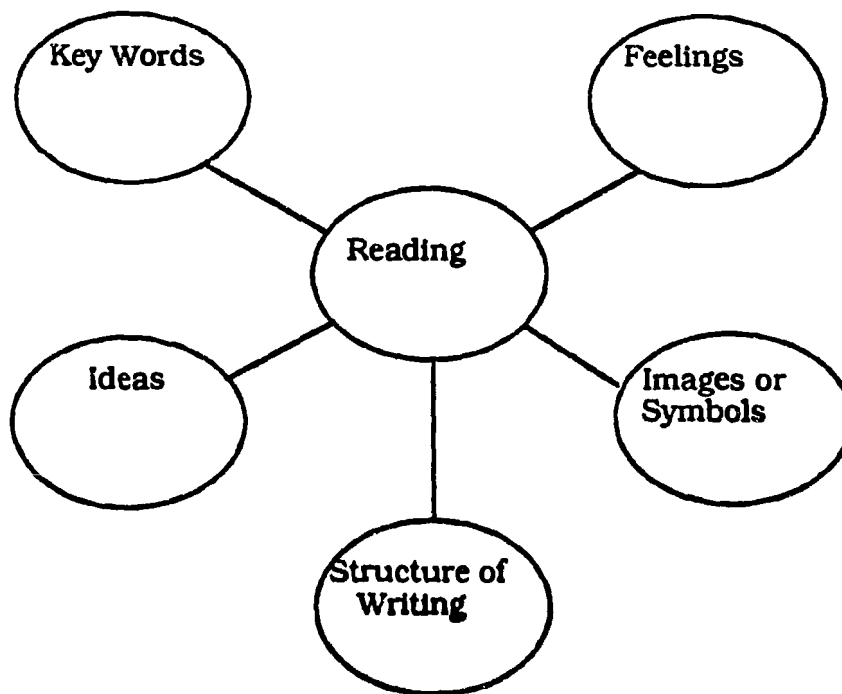 Key Words
Feelings
Reading
Ideas
Images or
Symbols
Structure of
Writing